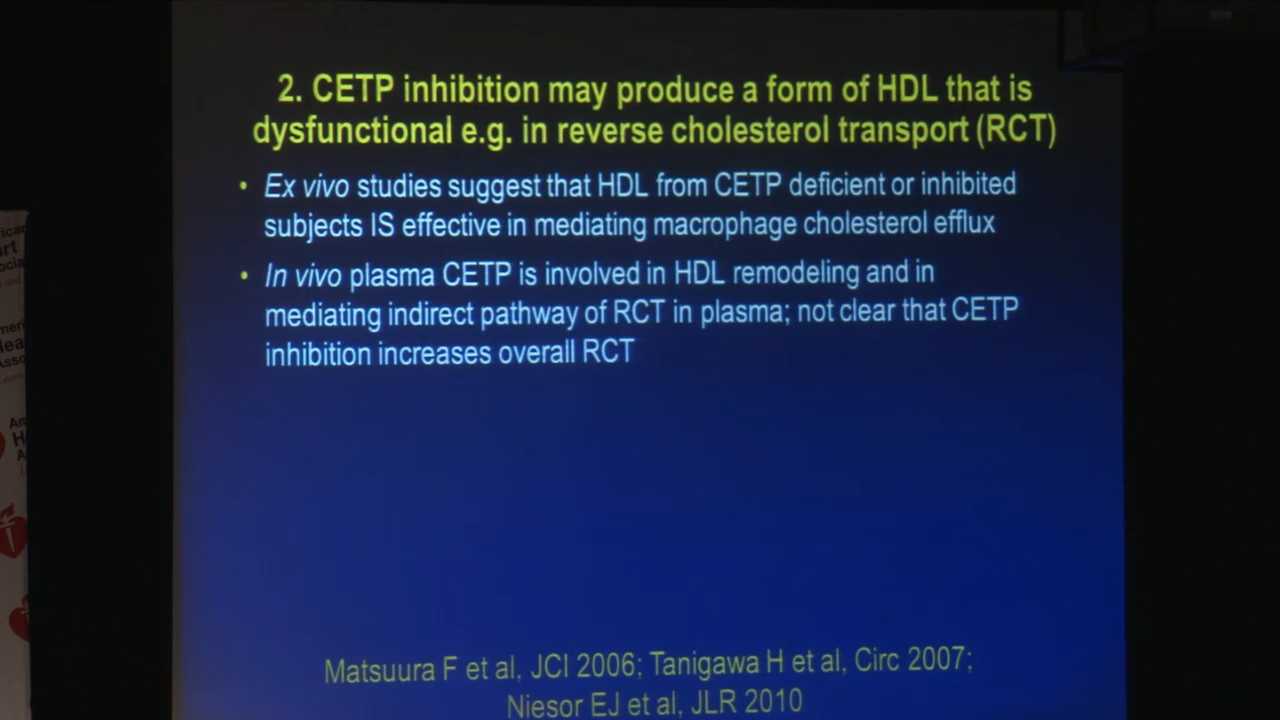 2. CETP inhibition may produce a form of HDL that is
dysfunctional e.g. in reverse cholesterol transport (RCT)
• Ex vivo studies suggest that HDL from CETP deficient or inhibited
subjects IS effective in mediating macrophage cholesterol efflux
• In vivo plasma CETP is involved in HDL remodeling and in
mediating indirect pathway of RCT in plasma; not clear that CETP
inhibition increases overall RCT
Matsuura F et al, JCI 2006; Tanigawa H et al, Circ 2007;
Niesor EJ et al, JLR 2010